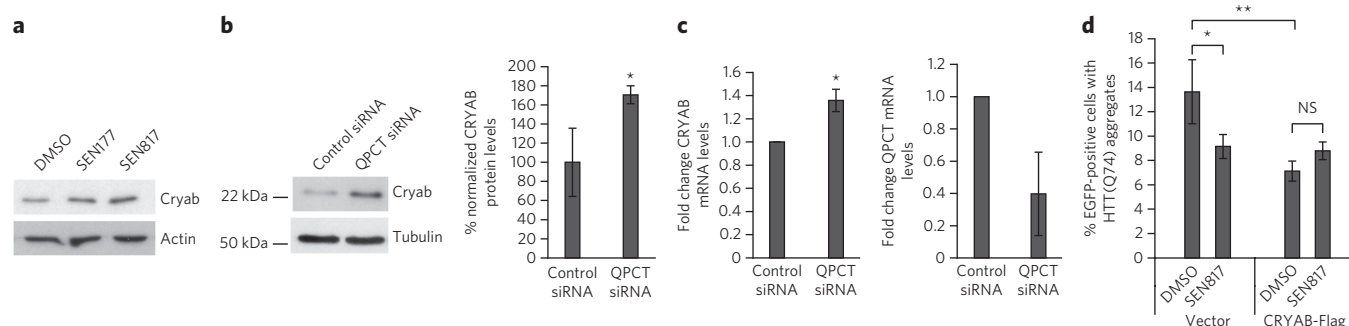 a
DMSO
SEN177
SEN817
Cryab
Actin
b
Control siRNA
QPCT siRNA
22 kDa
Cryab
50 kDa
Tubulin
% normalized CRYAB
protein levels
200
180
160
140
120
100
80
60
40
20
0
*
Control
siRNA
QPCT
siRNA
c
Fold change CRYAB
mRNA levels
1.6
1.4
1.2
1.0
0.8
0.6
0.4
0.2
0
*
Control
siRNA
QPCT
siRNA
Fold change QPCT mRNA
levels
1.2
1.0
0.8
0.6
0.4
0.2
0
Control
siRNA
QPCT
siRNA
d
% EGFP-positive cells with
HTT(Q74) aggregates
18
16
14
12
10
8
6
4
2
0
**
*
NS
DMSO
SEN817
DMSO
SEN817
Vector
CRYAB-Flag